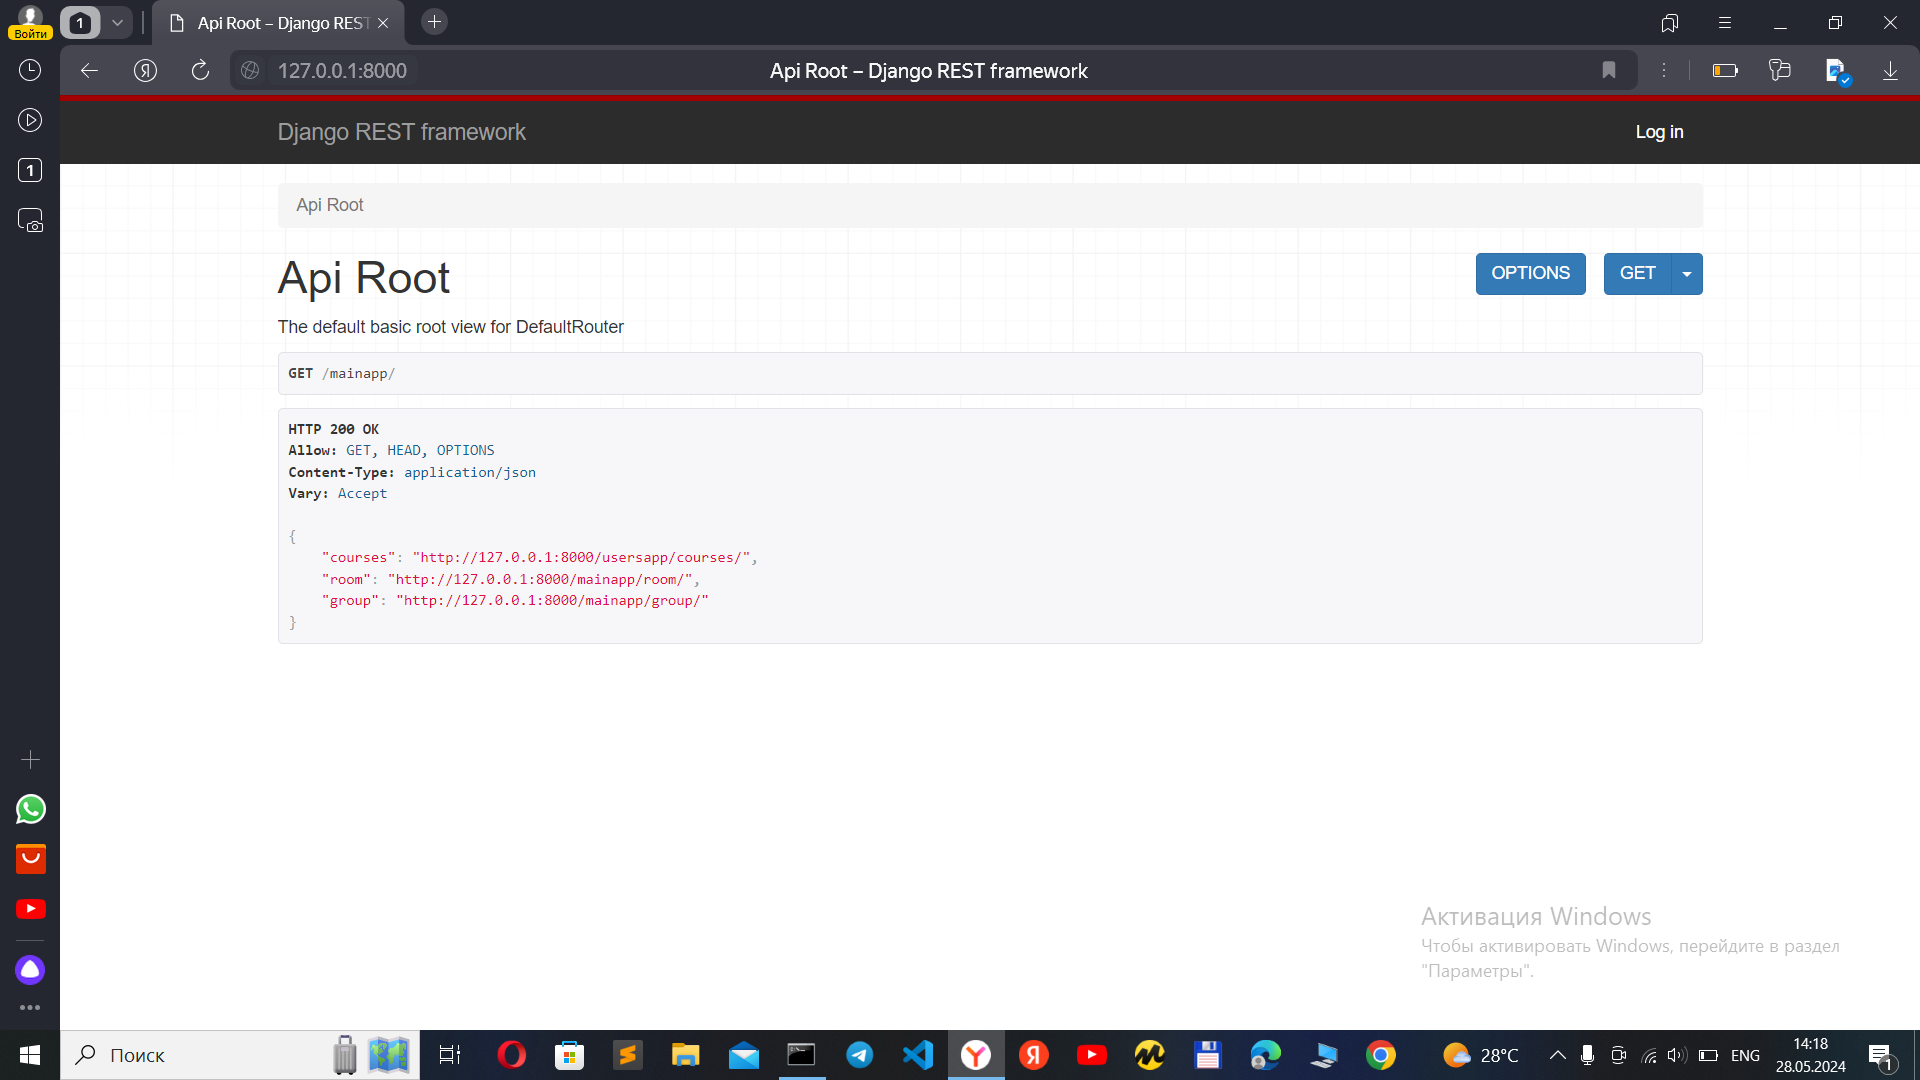 Войти
1
Api Root – Django REST
127.0.0.1:8000
Api Root – Django REST framework
1
Django REST framework
Log in
Api Root
Api Root
OPTIONS
GET
The default basic root view for DefaultRouter
GET /mainapp/
HTTP 200 OK
Allow: GET, HEAD, OPTIONS
Content-Type: application/json
Vary: Accept
{
"courses": "http://127.0.0.1:8000/usersapp/courses/",
"room": "http://127.0.0.1:8000/mainapp/room/",
"group": "http://127.0.0.1:8000/mainapp/group/"
}
Активация Windows
Чтобы активировать Windows, перейдите в раздел
"Параметры".
Поиск
28°C
ENG
14:18
28.05.2024
1